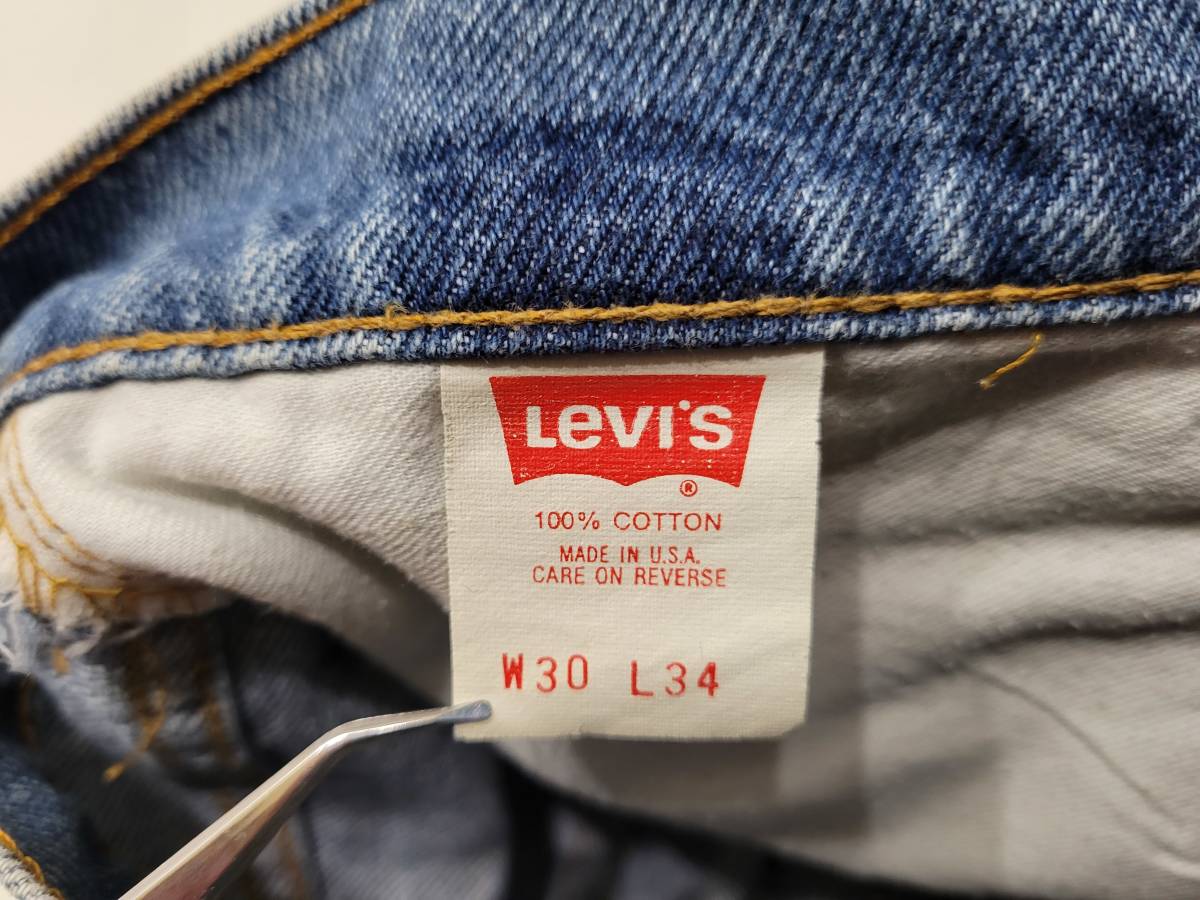 Levi's
®
100% COTTON
MADE IN U.S.A.
CARE ON REVERSE
W30 L34